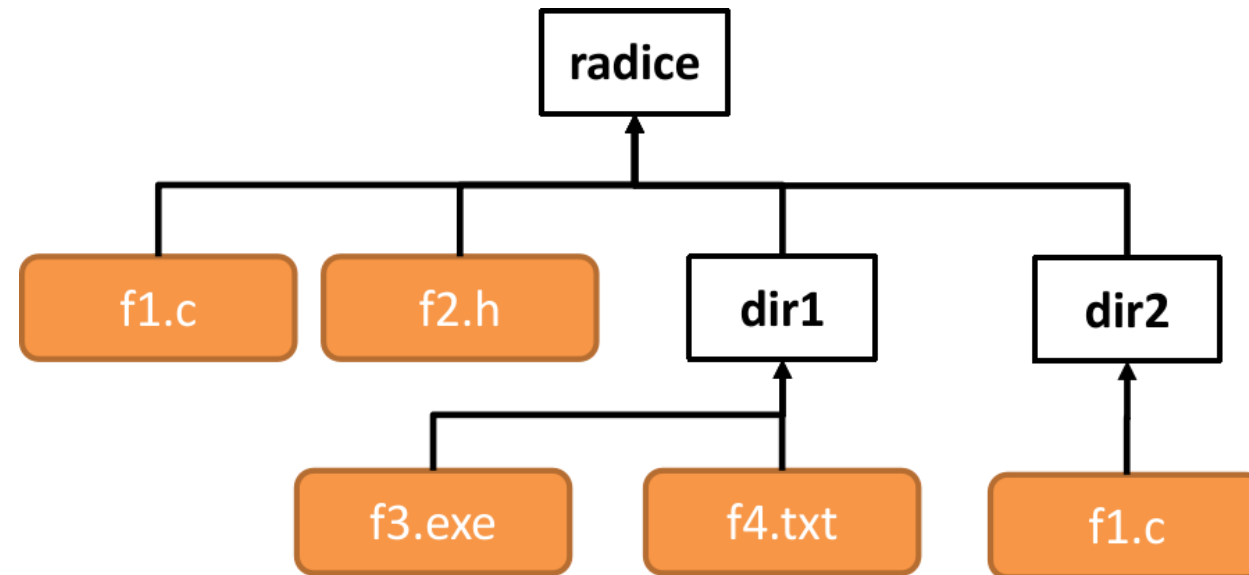 radice
f1.c
f2.h
dir1
dir2
f3.exe
f4.txt
f1.c